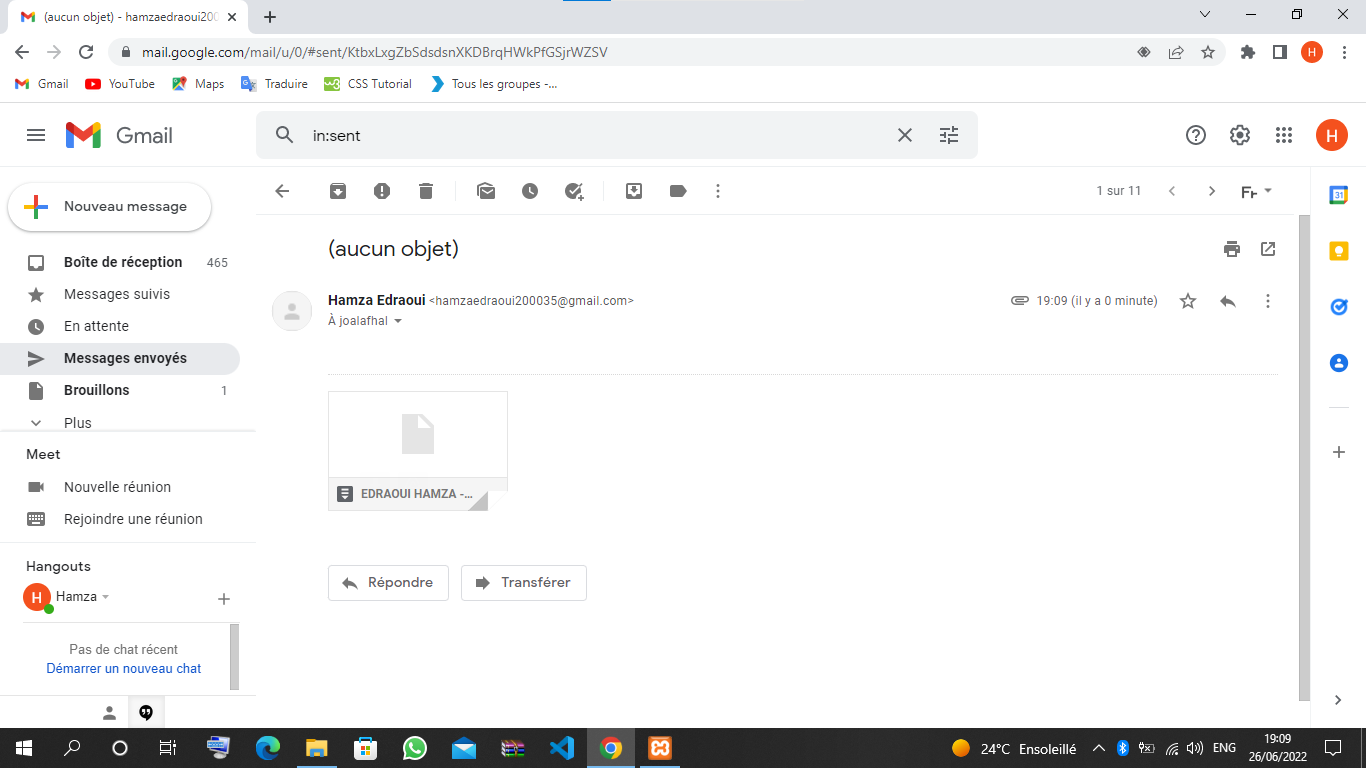 (aucun objet) - hamzaedraoui200
mail.google.com/mail/u/0/#sent/KtbxLxgZbSdsdsnXKDBrqHWkPfGSjrWZSV
H
Gmail YouTube Maps Traduire CSS Tutorial Tous les groupes -...
Gmail
in:sent
H
Nouveau message
1 sur 11
Boîte de réception 465
Messages suivis
En attente
Messages envoyés
Brouillons 1
Plus
Meet
Nouvelle réunion
Rejoindre une réunion
Hangouts
H Hamza
Pas de chat récent
Démarrer un nouveau chat
(aucun objet)
Hamza Edraoui <hamzaedraoui200035@gmail.com>
19:09 (il y a 0 minute)
À joalafhal
EDRAOUI HAMZA -...
Répondre Transférer
31
24°C Ensoleillé
ENG
19:09
26/06/2022